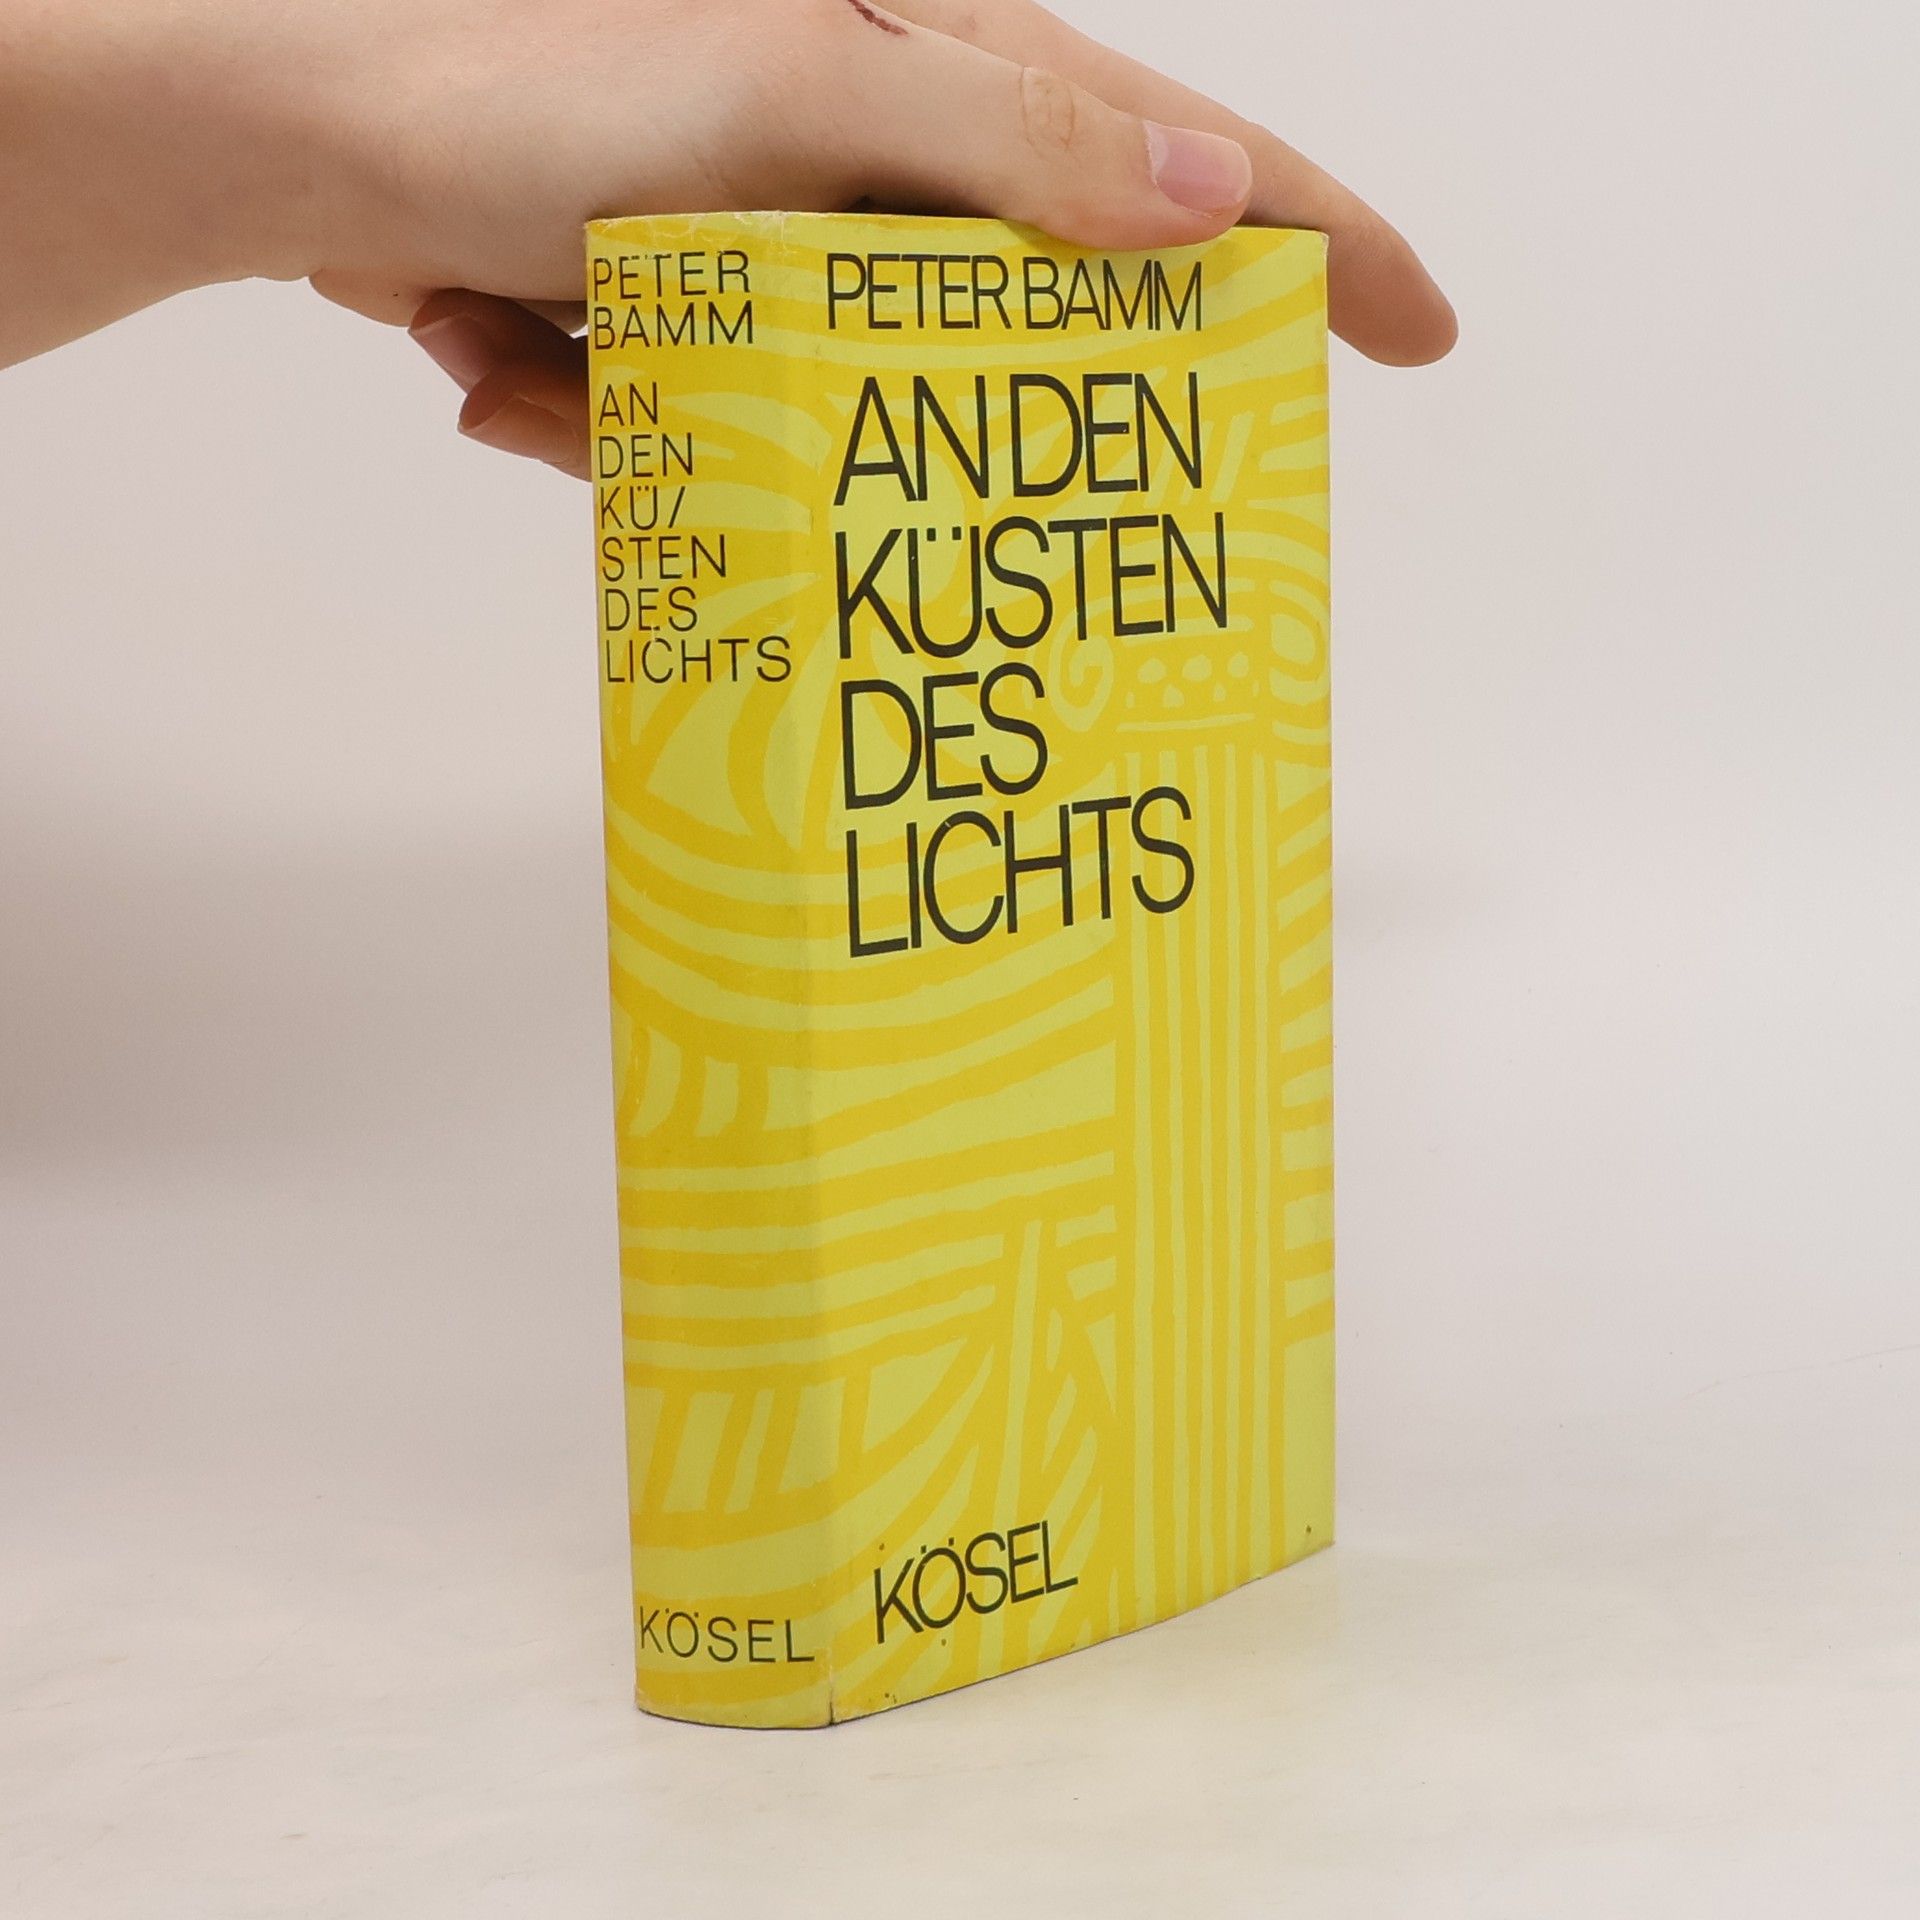 PETER
BAMM
AN
DEN
KÜ/
STEN
DES
LICHTS
KÖSEL
PETER BAMM
AN DEN
KÜSTEN
DES
LICHTS
KÖSEL